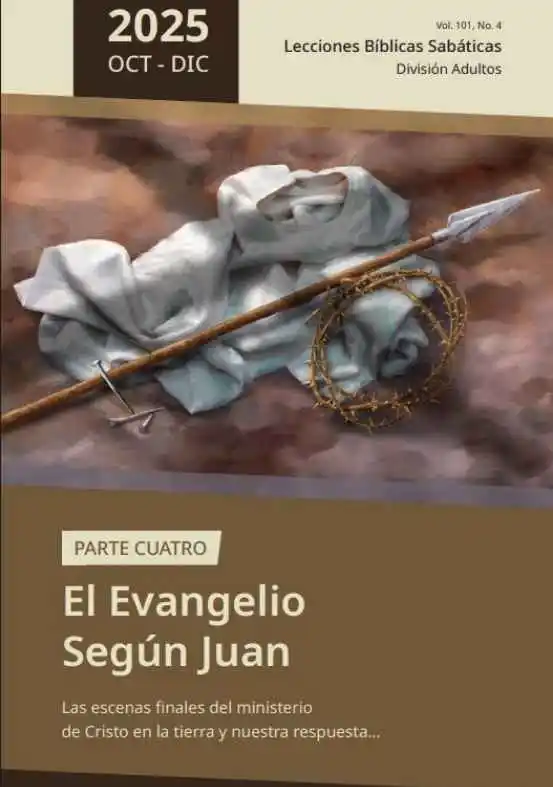 2025
OCT - DIC
Vol. 101, No. 4
Lecciones Bíblicas Sabáticas
División Adultos
PARTE CUATRO
El Evangelio
Según Juan
Las escenas finales del ministerio
de Cristo en la tierra y nuestra respuesta...